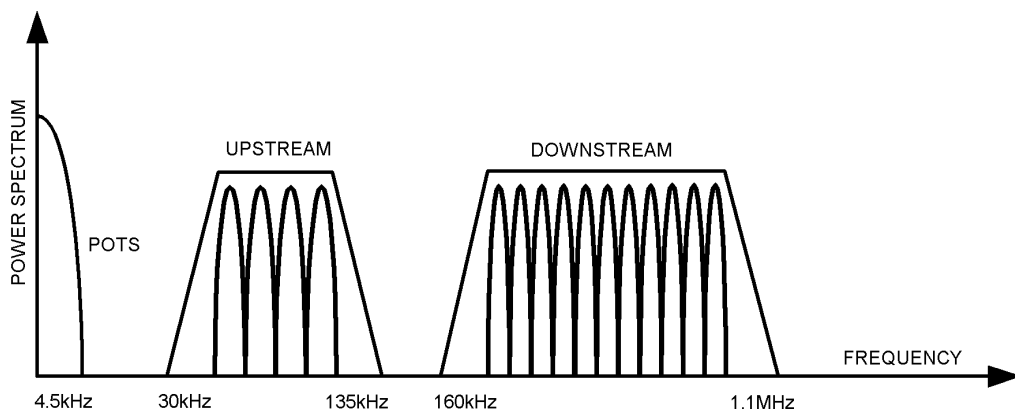 POWER SPECTRUM
UPSTREAM
DOWNSTREAM
POTS
FREQUENCY
4.5kHz
30kHz
135kHz
160kHz
1.1MHz